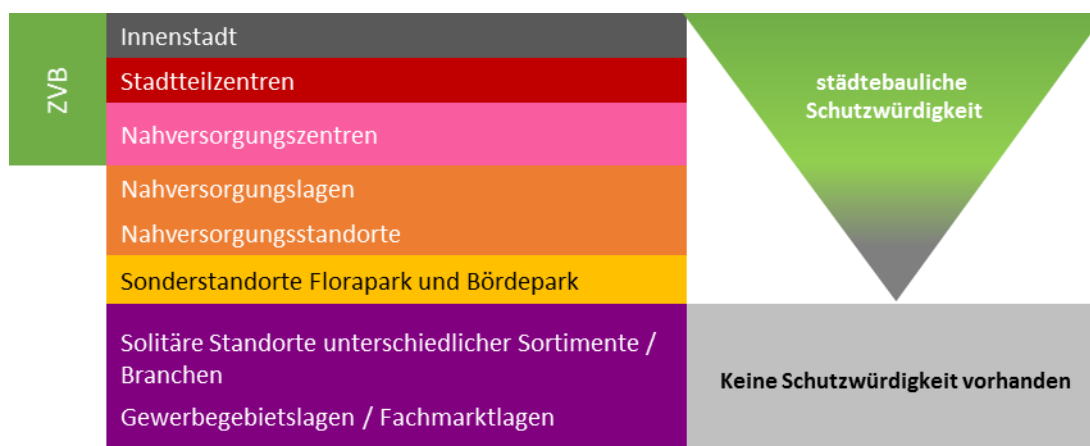 ZVB
Innenstadt
Stadtteilzentren
Nahversorgungszentren
Nahversorgungslagen
Nahversorgungsstandorte
Sonderstandorte Florapark und Bördepark
Solitäre Standorte unterschiedlicher Sortimente /
Branchen
Gewerbegebietslagen / Fachmarktlagen
städtebauliche
Schutzwürdigkeit
Keine Schutzwürdigkeit vorhanden